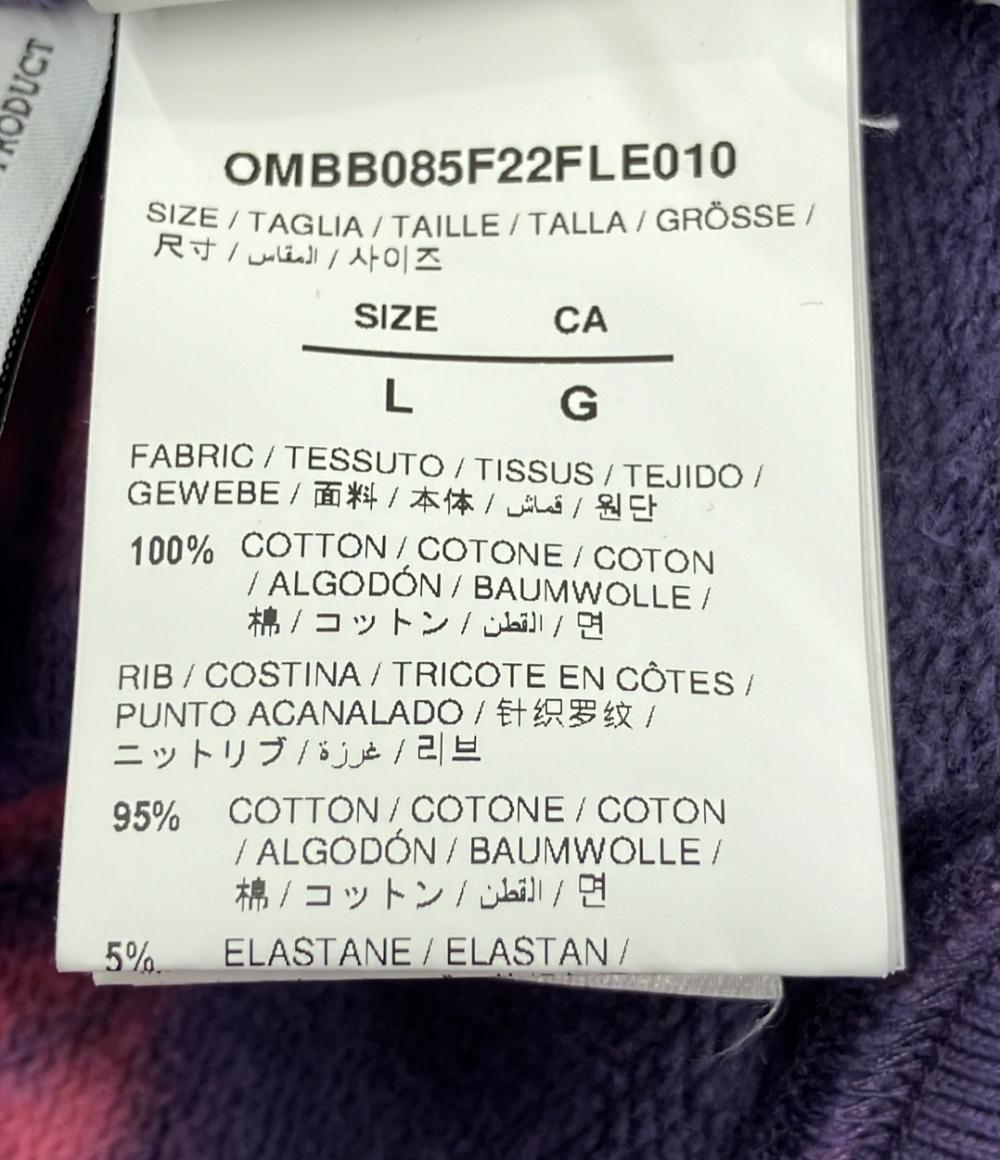 PRODUCT
OMBB085F22FLE010
SIZE / TAGLIA / TAILLE / TALLA / GRÖSSE /
尺寸 / المقاس / 사이즈
SIZE CA
L G
FABRIC / TESSUTO / TISSUS / TEJIDO /
GEWEBE / 面料 / 本体 / قماش / 원단
100% COTTON / COTONE / COTON
/ ALGODÓN / BAUMWOLLE /
棉 / コットン / القطن / 면
RIB / COSTINA / TRICOTE EN CÔTES /
PUNTO ACANALADO / 针织罗纹 /
ニットリブ / غرزة / 리브
95% COTTON / COTONE / COTON
/ ALGODÓN / BAUMWOLLE /
棉 / コットン / القطن / 면
5% ELASTANE / ELASTAN /